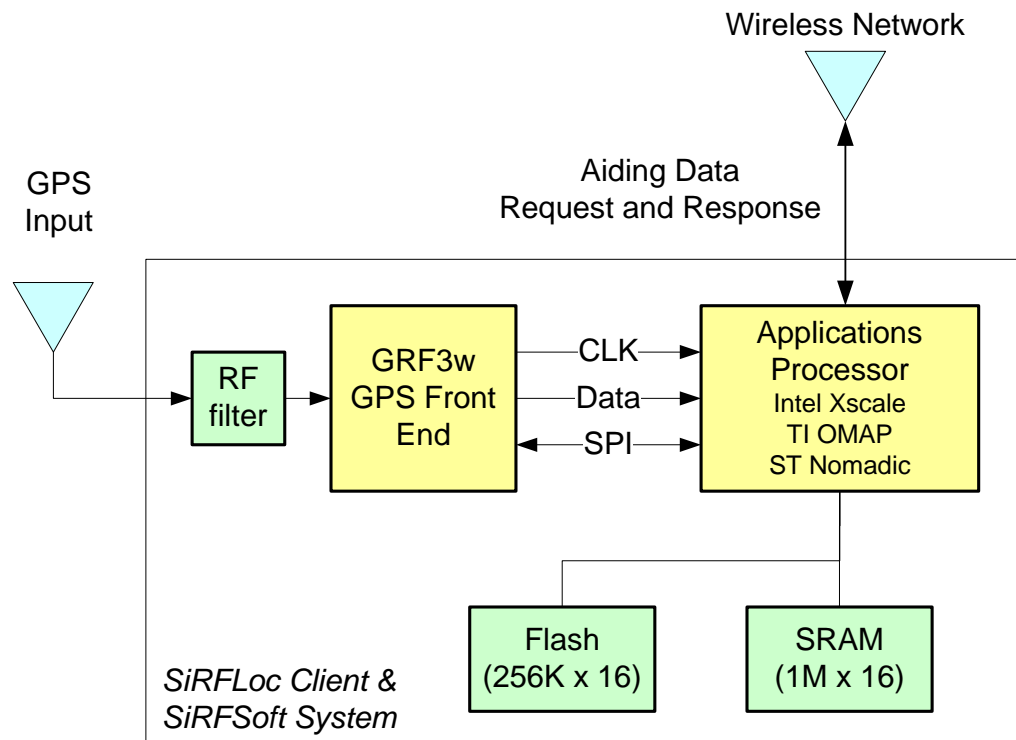 Wireless Network
GPS
Input
Aiding Data
Request and Response
RF
filter
GRF3w
GPS Front
End
CLK
Data
SPI
Applications
Processor
Intel Xscale
TI OMAP
ST Nomadic
Flash
(256K x 16)
SRAM
(1M x 16)
SiRFLoc Client &
SiRFSoft System